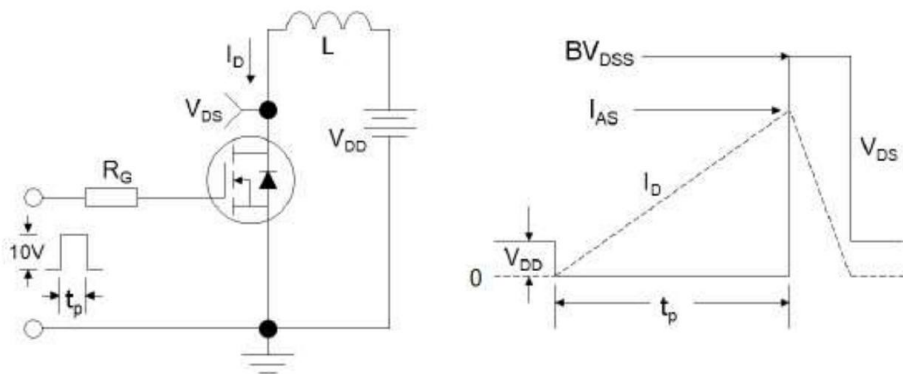 L
I_D
V_DS
V_DD
R_G
10V
t_p
BV_DSS
I_AS
V_DS
I_D
V_DD
0
t_p